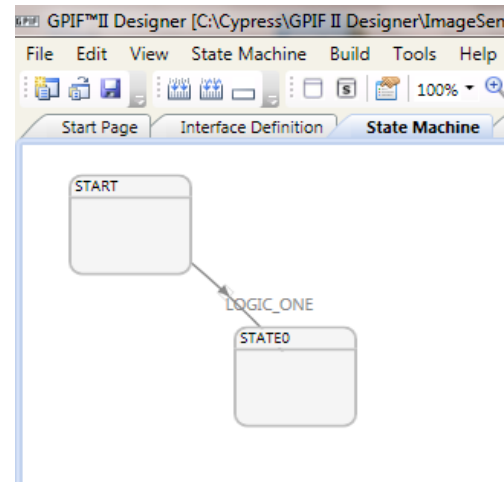 GPIF™II Designer [C:\Cypress\GPIF II Designer\ImageSen
File Edit View State Machine Build Tools Help
100%
Start Page Interface Definition State Machine
START
LOGIC_ONE
STATE0